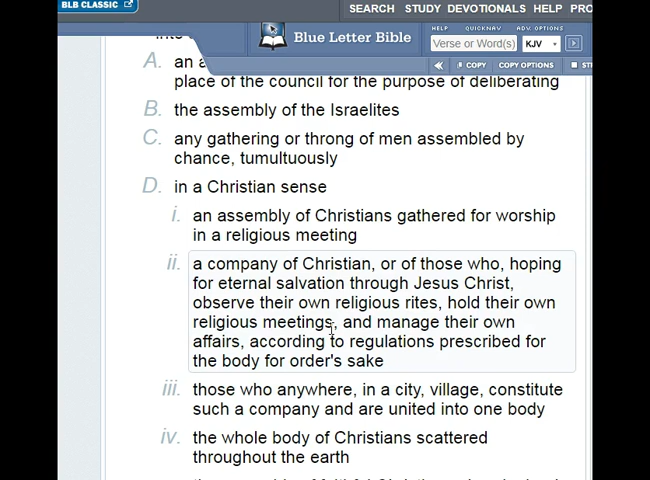 BLB CLASSIC SEARCH STUDY DEVOTIONALS HELP
Blue Letter Bible HELP QUICKNAV ADV. OPTIONS
Verse or Word(s) KJV
COPY COPY OPTIONS
A. an
place of the council for the purpose of deliberating
B. the assembly of the Israelites
C. any gathering or throng of men assembled by
chance, tumultuously
D. in a Christian sense
i. an assembly of Christians gathered for worship
in a religious meeting
ii. a company of Christian, or of those who, hoping
for eternal salvation through Jesus Christ,
observe their own religious rites, hold their own
religious meetings, and manage their own
affairs, according to regulations prescribed for
the body for order's sake
iii. those who anywhere, in a city, village, constitute
such a company and are united into one body
iv. the whole body of Christians scattered
throughout the earth